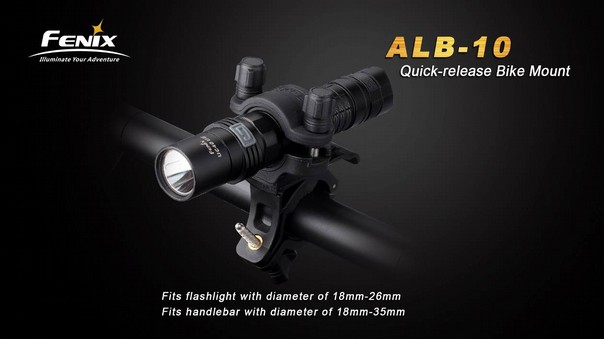 FENIX
Illuminate Your Adventure
ALB-10
Quick-release Bike Mount
Fenix
Fits flashlight with diameter of 18mm-26mm
Fits handlebar with diameter of 18mm-35mm